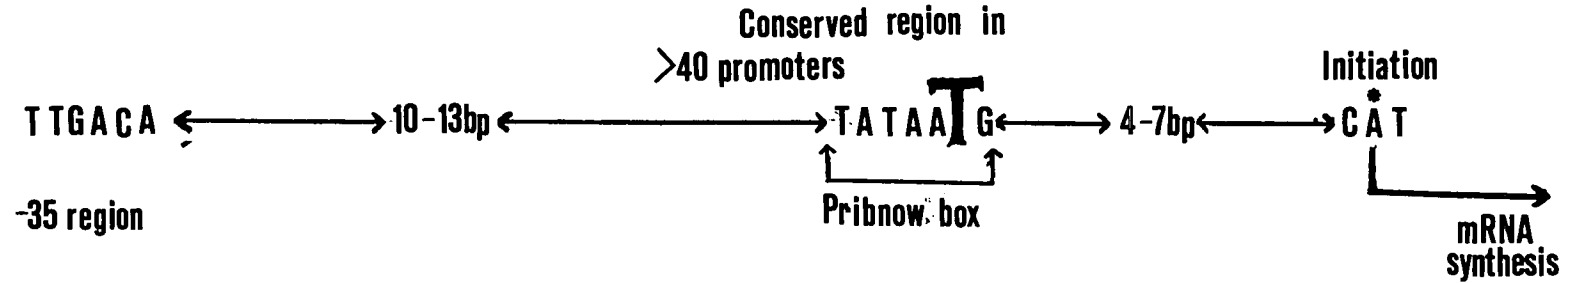 Conserved region in
>40 promoters
Initiation
*
TTGACA 10-13bp TATAATG 4-7bp CAT
Pribnow box
-35 region
mRNA
synthesis